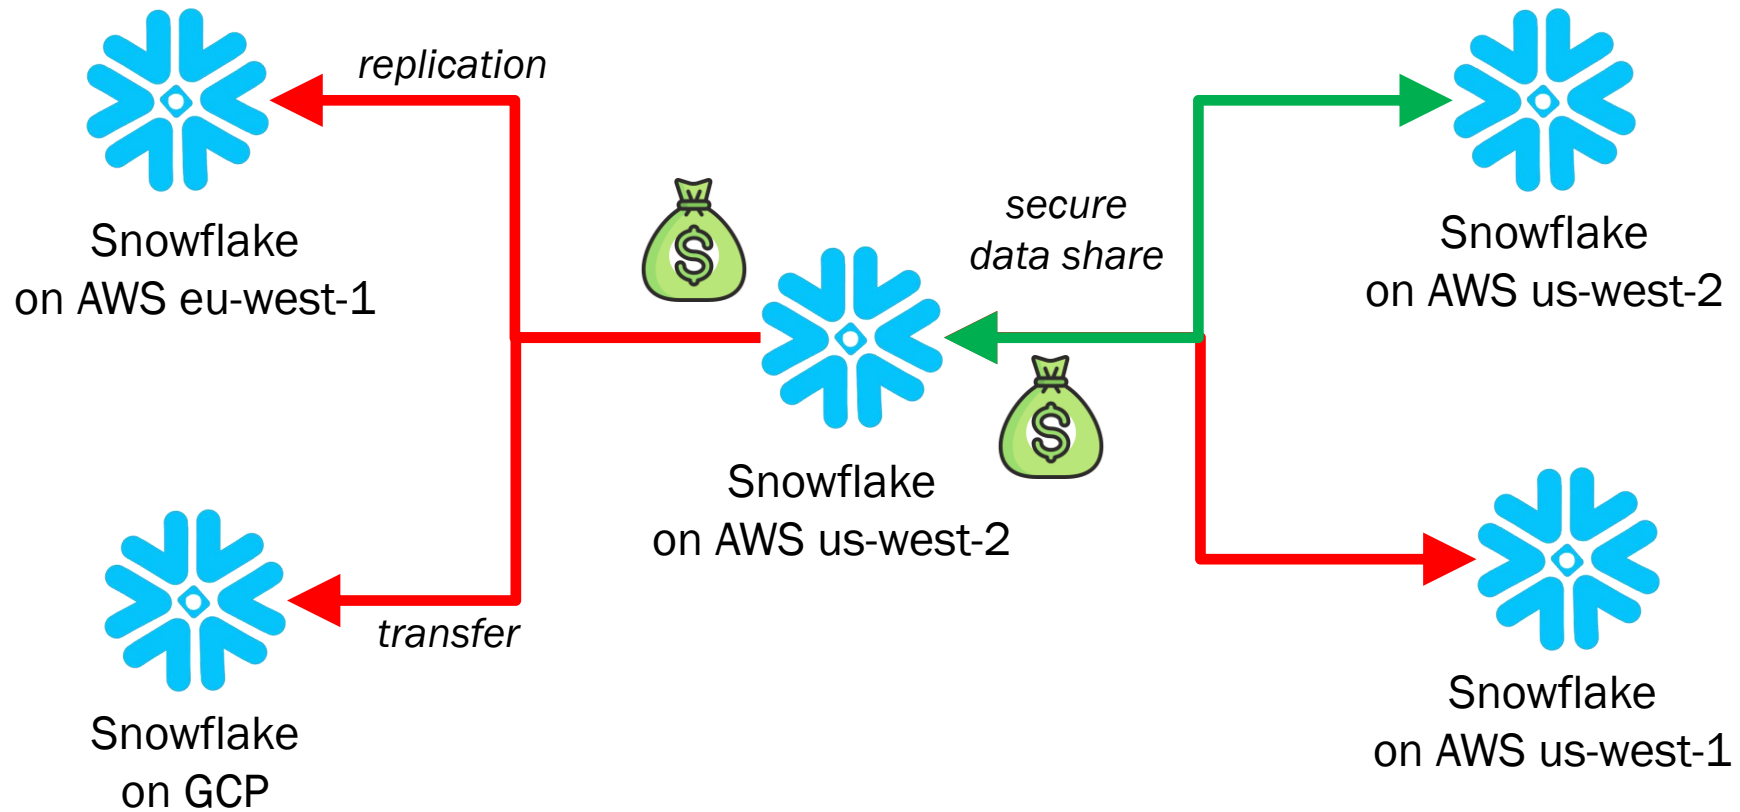 replication
Snowflake
on AWS eu-west-1
secure
data share
Snowflake
on AWS us-west-2
$
$
Snowflake
on AWS us-west-2
transfer
Snowflake
on GCP
Snowflake
on AWS us-west-1